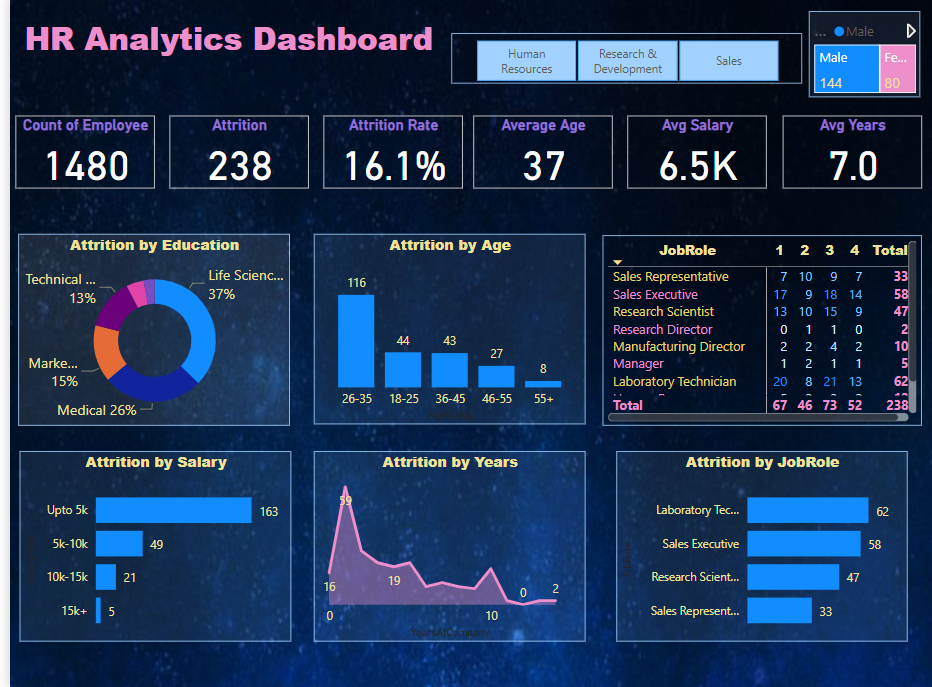 HR Analytics Dashboard
Human
Resources
Research &
Development
Sales
... Male
Male
144
Fe...
80
Count of Employee
1480
Attrition
238
Attrition Rate
16.1%
Average Age
37
Avg Salary
6.5K
Avg Years
7.0
Attrition by Education
Technical ...
13%
Life Scienc...
37%
Marke...
15%
Medical 26%
Attrition by Age
116
44
43
27
8
26-35 18-25 36-45 46-55 55+
JobRole 1 2 3 4 Total
Sales Representative 7 10 9 7 33
Sales Executive 17 9 18 14 58
Research Scientist 13 10 15 9 47
Research Director 0 1 1 0 2
Manufacturing Director 2 2 4 2 10
Manager 1 2 1 1 5
Laboratory Technician 20 8 21 13 62
Total 67 46 73 52 238
Attrition by Salary
Upto 5k 163
5k-10k 49
10k-15k 21
15k+ 5
Attrition by Years
59
16
19
0
2
0 10
YearsAtCompany
Attrition by JobRole
Laboratory Tec... 62
Sales Executive 58
Research Scient... 47
Sales Represent... 33